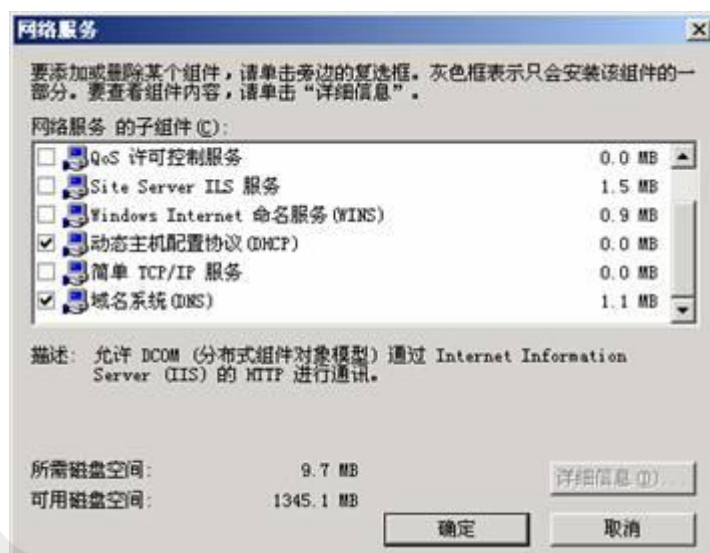 网络服务
要添加或删除某个组件，请单击旁边的复选框。灰色框表示只会安装该组件的一
部分。要查看组件内容，请单击“详细信息”.
网络服务 的子组件(C):
QoS 许可控制服务 0.0 MB
Site Server ILS 服务 1.5 MB
Windows Internet 命名服务(WINS) 0.9 MB
动态主机配置协议(DHCP) 0.0 MB
简单 TCP/IP 服务 0.0 MB
域名系统(DNS) 1.1 MB
描述: 允许 DCOM (分布式组件对象模型) 通过 Internet Information
Server (IIS) 的 HTTP 进行通讯。
所需磁盘空间: 9.7 MB
详细信息(D)...
可用磁盘空间: 1345.1 MB
确定 取消